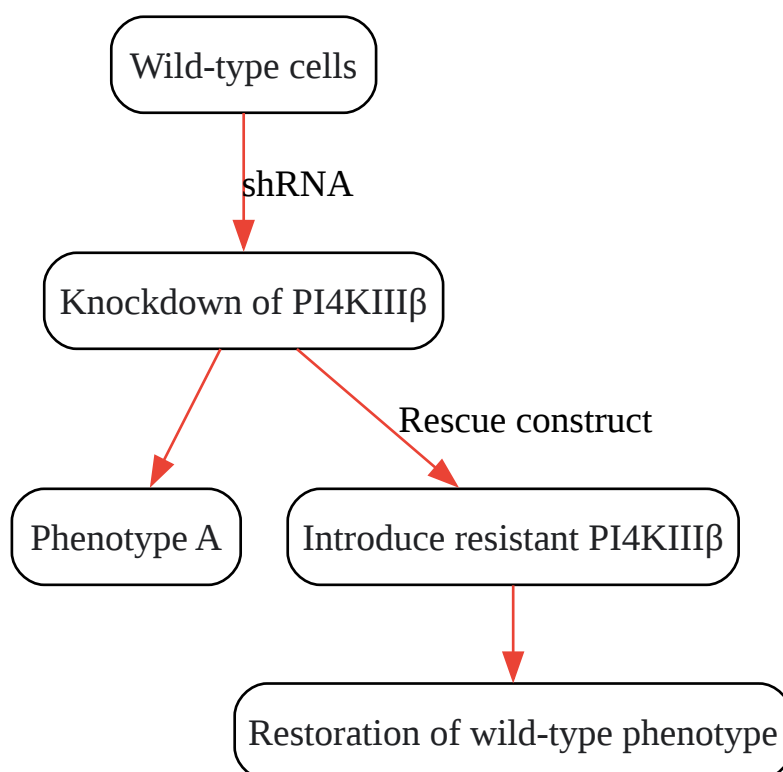 Wild-type cells
shRNA
Knockdown of PI4KIIIβ
Rescue construct
Phenotype A
Introduce resistant PI4KIIIβ
Restoration of wild-type phenotype